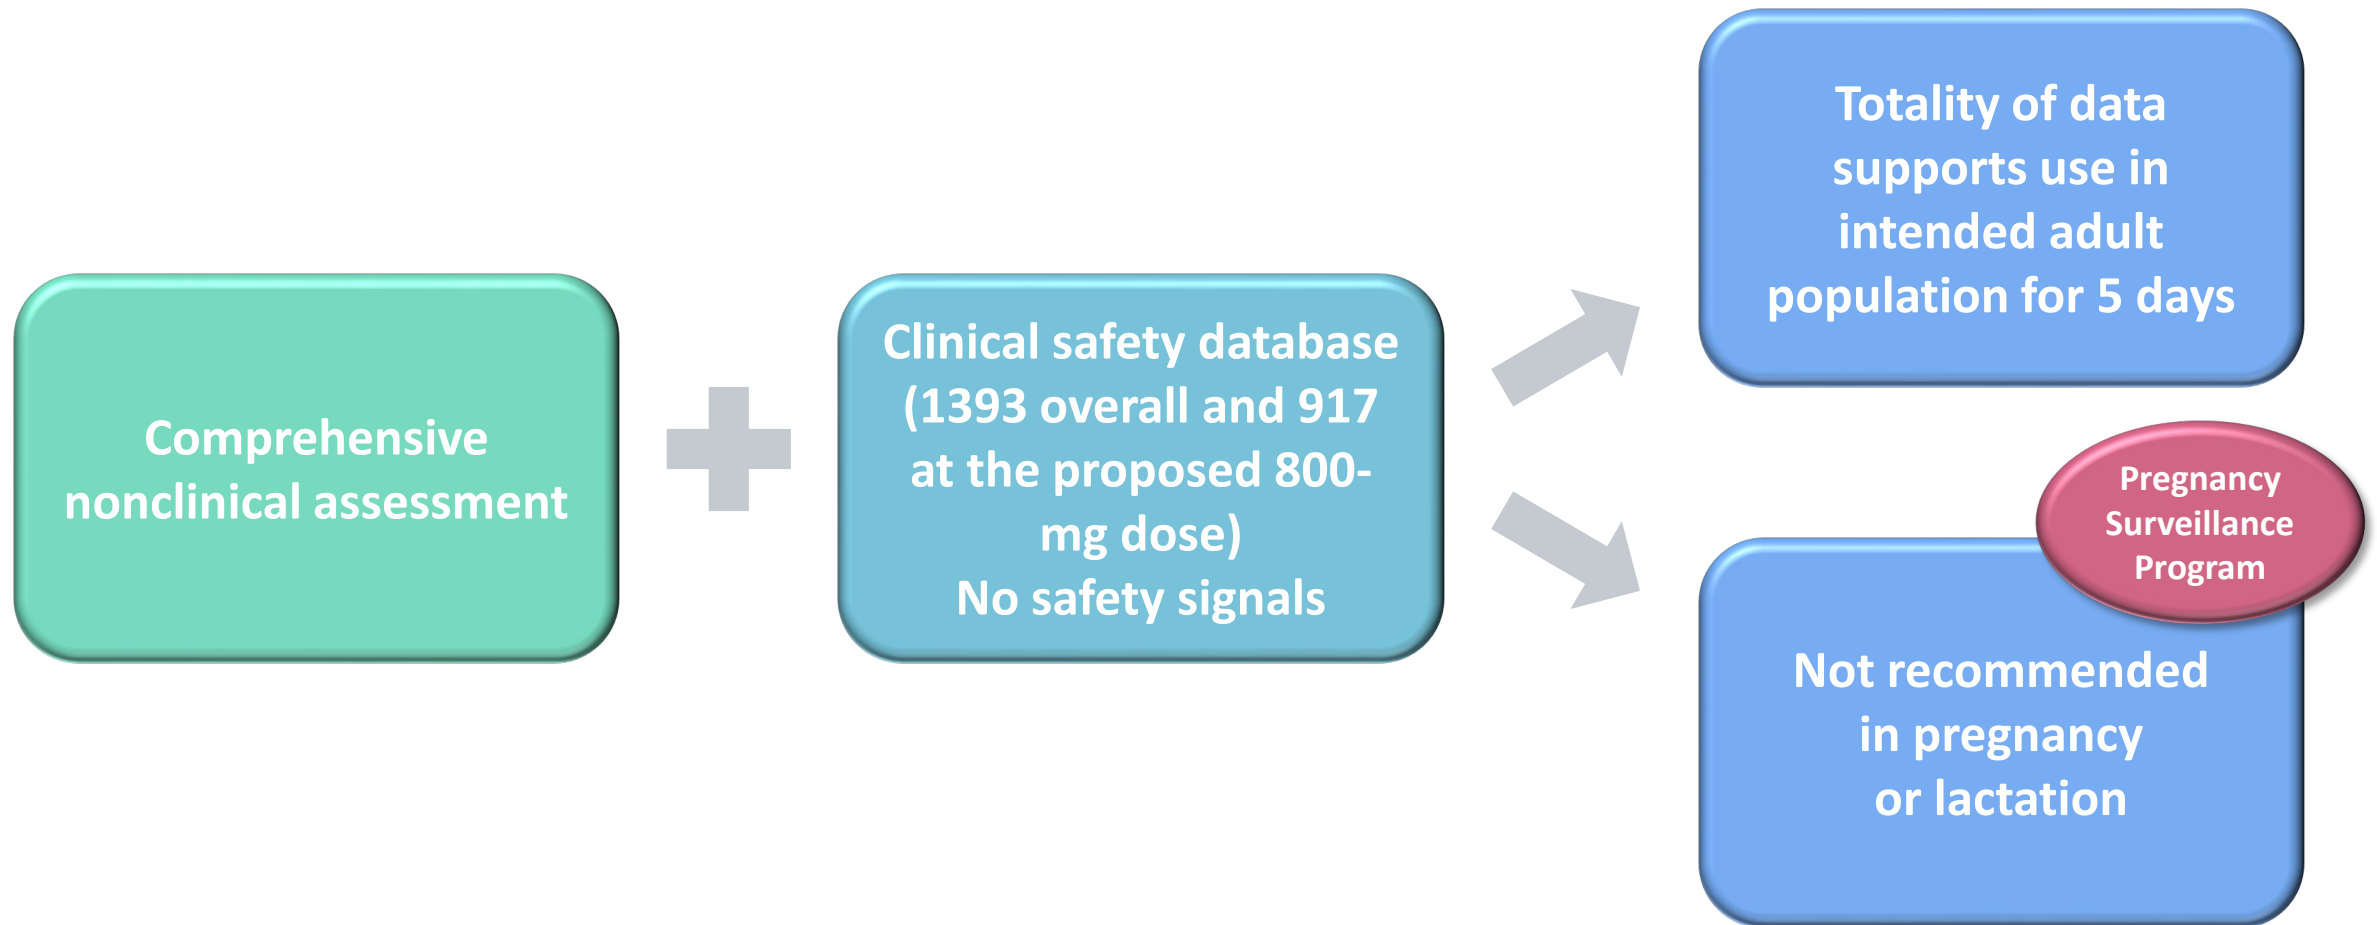 Comprehensive
nonclinical assessment
Clinical safety database
(1393 overall and 917
at the proposed 800-
mg dose)
No safety signals
Totality of data
supports use in
intended adult
population for 5 days
Pregnancy
Surveillance
Program
Not recommended
in pregnancy
or lactation